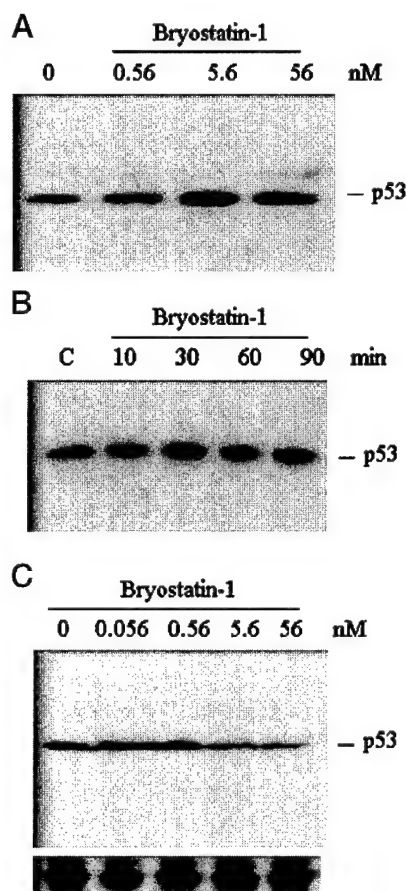 A
Bryostatin-1
0 0.56 5.6 56 nM
p53
B
Bryostatin-1
C 10 30 60 90 min
p53
C
Bryostatin-1
0 0.056 0.56 5.6 56 nM
p53